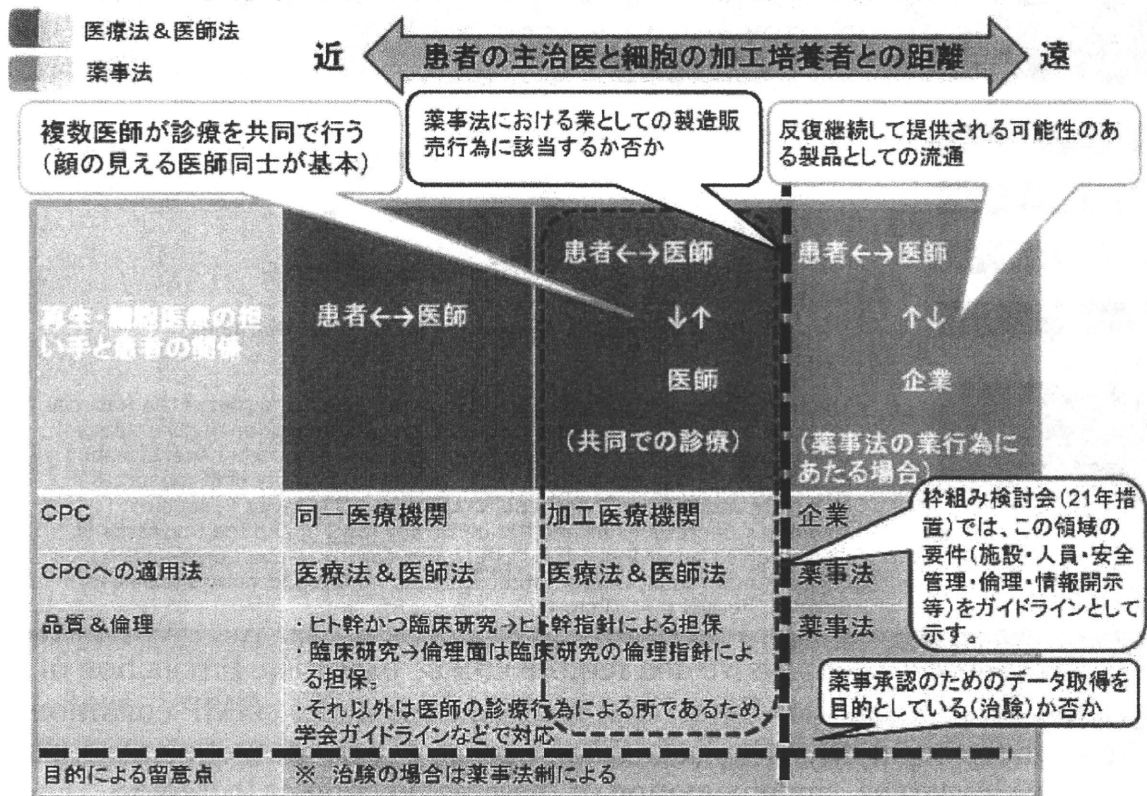 医療法＆医師法
薬事法
近
患者の主治医と細胞の加工培養者との距離
遠
複数医師が診療を共同で行う
(顔の見える医師同士が基本)
薬事法における業としての製造販
売行為に該当するか否か
反復継続して提供される可能性のあ
る製品としての流通
再生・細胞医療の担
い手と患者の関係
患者←→医師
患者←→医師
↓↑
医師
(共同での診療)
患者←→医師
↑↓
企業
(薬事法の業行為に
あたる場合)
CPC
同一医療機関
加工医療機関
企業
枠組み検討会(21年措
置)では、この領域の
要件(施設・人員・安全
管理・倫理・情報開示
等)をガイドラインとして
示す。
CPCへの適用法
医療法＆医師法
医療法＆医師法
薬事法
品質＆倫理
・ヒト幹かつ臨床研究→ヒト幹指針による担保
・臨床研究→倫理面は臨床研究の倫理指針によ
る担保。
・それ以外は医師の診療行為による所であるため
学会ガイドラインなどで対応
薬事法
薬事承認のためのデータ取得を
目的としている(治験)か否か
目的による留意点
※ 治験の場合は薬事法制による